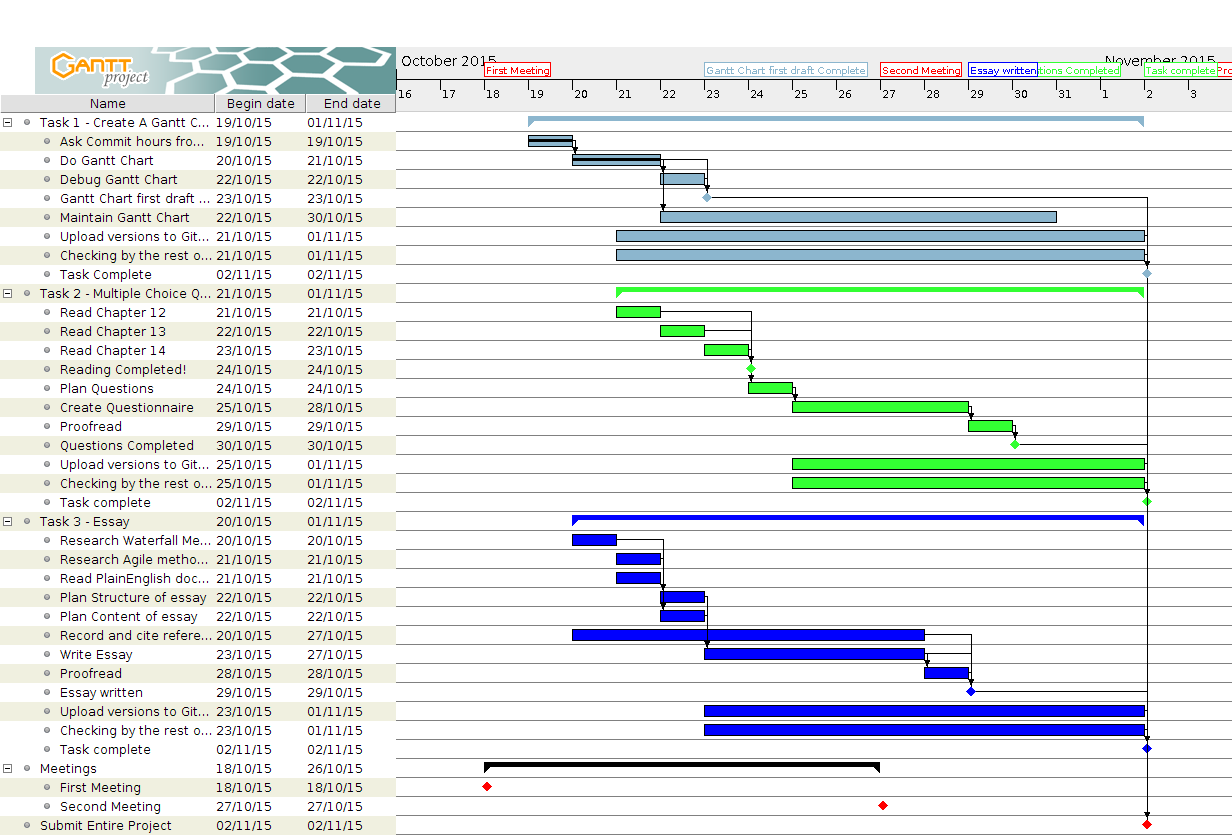 GANTT
project
October 2015
November 2015
First Meeting
Gantt Chart first draft Complete
Second Meeting
Essay written
tions Completed
Task complete
Pro
16 17 18 19 20 21 22 23 24 25 26 27 28 29 30 31 1 2 3
Name Begin date End date
Task 1 - Create A Gantt C... 19/10/15 01/11/15
Ask Commit hours fro... 19/10/15 19/10/15
Do Gantt Chart 20/10/15 21/10/15
Debug Gantt Chart 22/10/15 22/10/15
Gantt Chart first draft ... 23/10/15 23/10/15
Maintain Gantt Chart 22/10/15 30/10/15
Upload versions to Git... 21/10/15 01/11/15
Checking by the rest o... 21/10/15 01/11/15
Task Complete 02/11/15 02/11/15
Task 2 - Multiple Choice Q... 21/10/15 01/11/15
Read Chapter 12 21/10/15 21/10/15
Read Chapter 13 22/10/15 22/10/15
Read Chapter 14 23/10/15 23/10/15
Reading Completed! 24/10/15 24/10/15
Plan Questions 24/10/15 24/10/15
Create Questionnaire 25/10/15 28/10/15
Proofread 29/10/15 29/10/15
Questions Completed 30/10/15 30/10/15
Upload versions to Git... 25/10/15 01/11/15
Checking by the rest o... 25/10/15 01/11/15
Task complete 02/11/15 02/11/15
Task 3 - Essay 20/10/15 01/11/15
Research Waterfall Me... 20/10/15 20/10/15
Research Agile metho... 21/10/15 21/10/15
Read PlainEnglish doc... 21/10/15 21/10/15
Plan Structure of essay 22/10/15 22/10/15
Plan Content of essay 22/10/15 22/10/15
Record and cite refere... 20/10/15 27/10/15
Write Essay 23/10/15 27/10/15
Proofread 28/10/15 28/10/15
Essay written 29/10/15 29/10/15
Upload versions to Git... 23/10/15 01/11/15
Checking by the rest o... 23/10/15 01/11/15
Task complete 02/11/15 02/11/15
Meetings 18/10/15 26/10/15
First Meeting 18/10/15 18/10/15
Second Meeting 27/10/15 27/10/15
Submit Entire Project 02/11/15 02/11/15